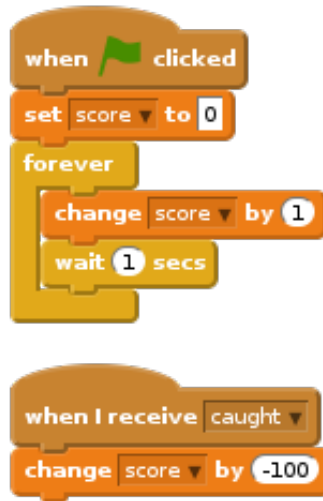 when clicked
set score to 0
forever
change score by 1
wait 1 secs
when I receive caught
change score by -100